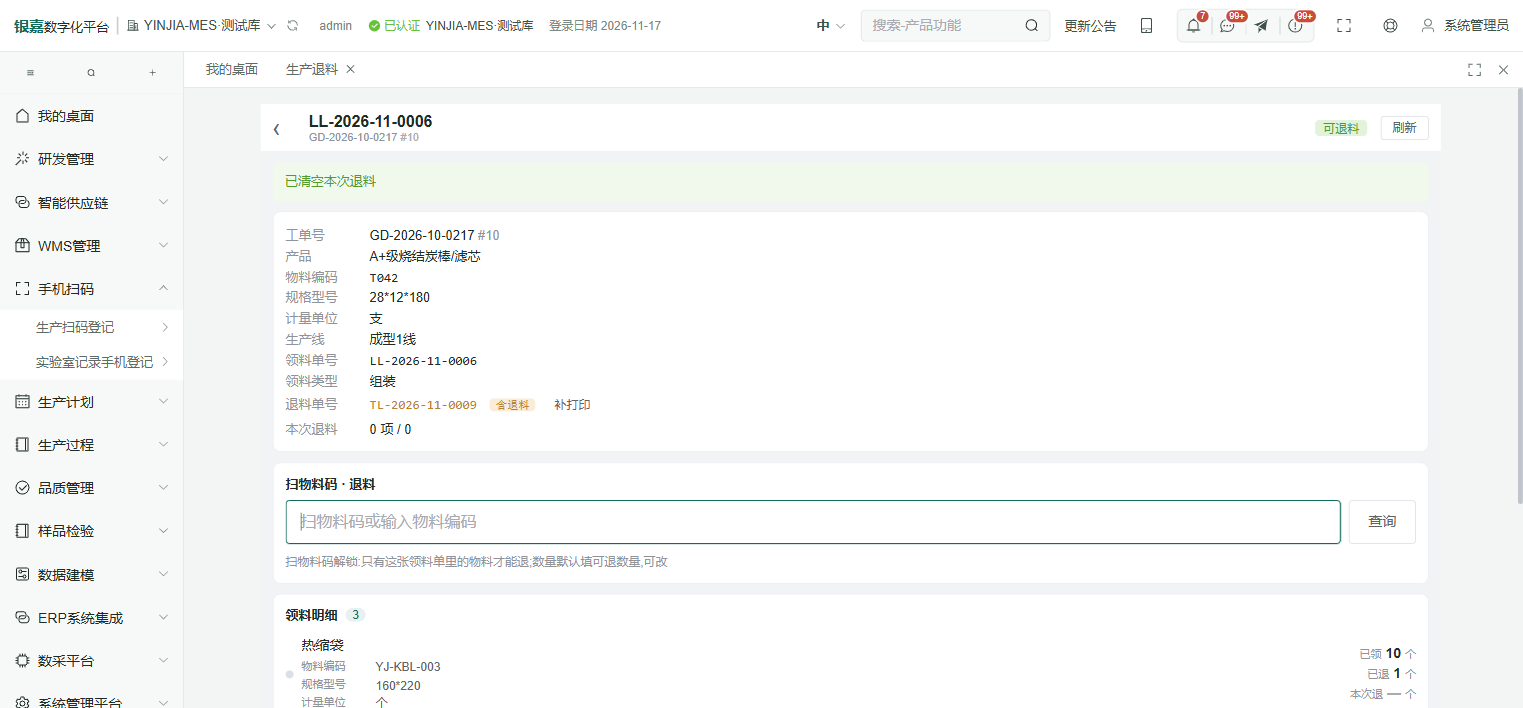 银嘉数字化平台 YINJIA-MES·测试库 admin 已认证 YINJIA-MES·测试库 登录日期 2026-11-17 中 搜索-产品功能 更新公告 7 99+ 99+ 系统管理员
我的桌面 生产退料
我的桌面
研发管理
智能供应链
WMS管理
手机扫码
生产扫码登记
实验室记录手机登记
生产计划
生产过程
品质管理
样品检验
数据建模
ERP系统集成
数采平台
系统管理平台
LL-2026-11-0006
GD-2026-10-0217 #10
可退料 刷新
已清空本次退料
工单号 GD-2026-10-0217 #10
产品 A+级烧结炭棒/滤芯
物料编码 T042
规格型号 28*12*180
计量单位 支
生产线 成型1线
领料单号 LL-2026-11-0006
领料类型 组装
退料单号 TL-2026-11-0009 含退料 补打印
本次退料 0 项 / 0
扫物料码 · 退料
扫物料码或输入物料编码 查询
扫物料码解锁:只有这张领料单里的物料才能退;数量默认填可退数量,可改
领料明细 3
热缩袋
物料编码 YJ-KBL-003
规格型号 160*220
计量单位 个
已领 10 个
已退 1 个
本次退 — 个